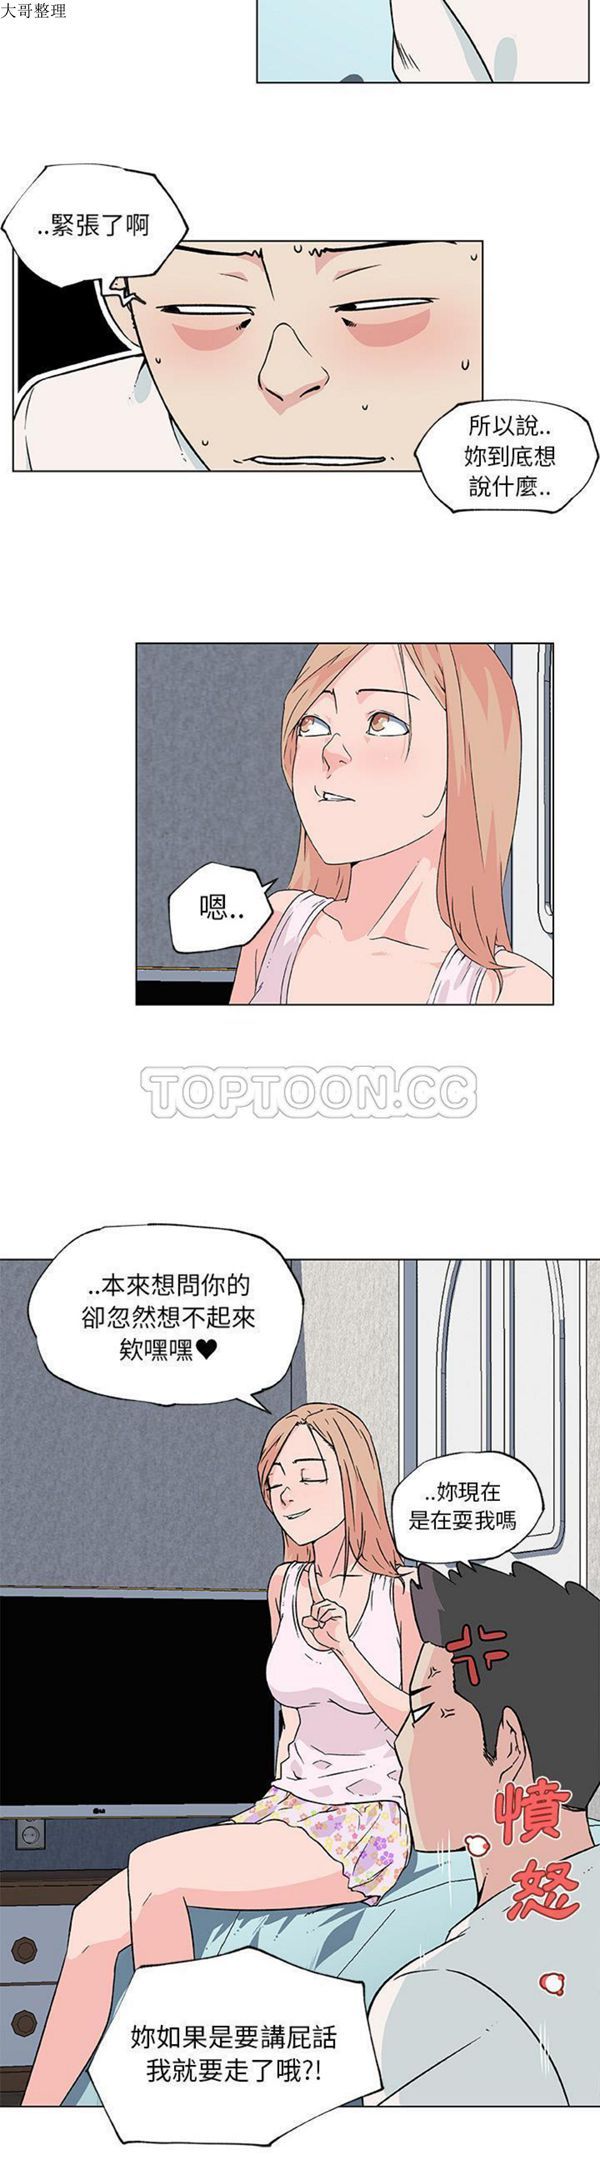 大哥整理
..緊張了啊
所以說..
妳到底想
說什麼..
嗯..
TOPTOON.CC
..本來想問你的
卻忽然想不起來
欸嘿嘿♥
..妳現在
是在耍我嗎
憤
怒
LG
妳如果是要講屁話
我就要走了哦?!